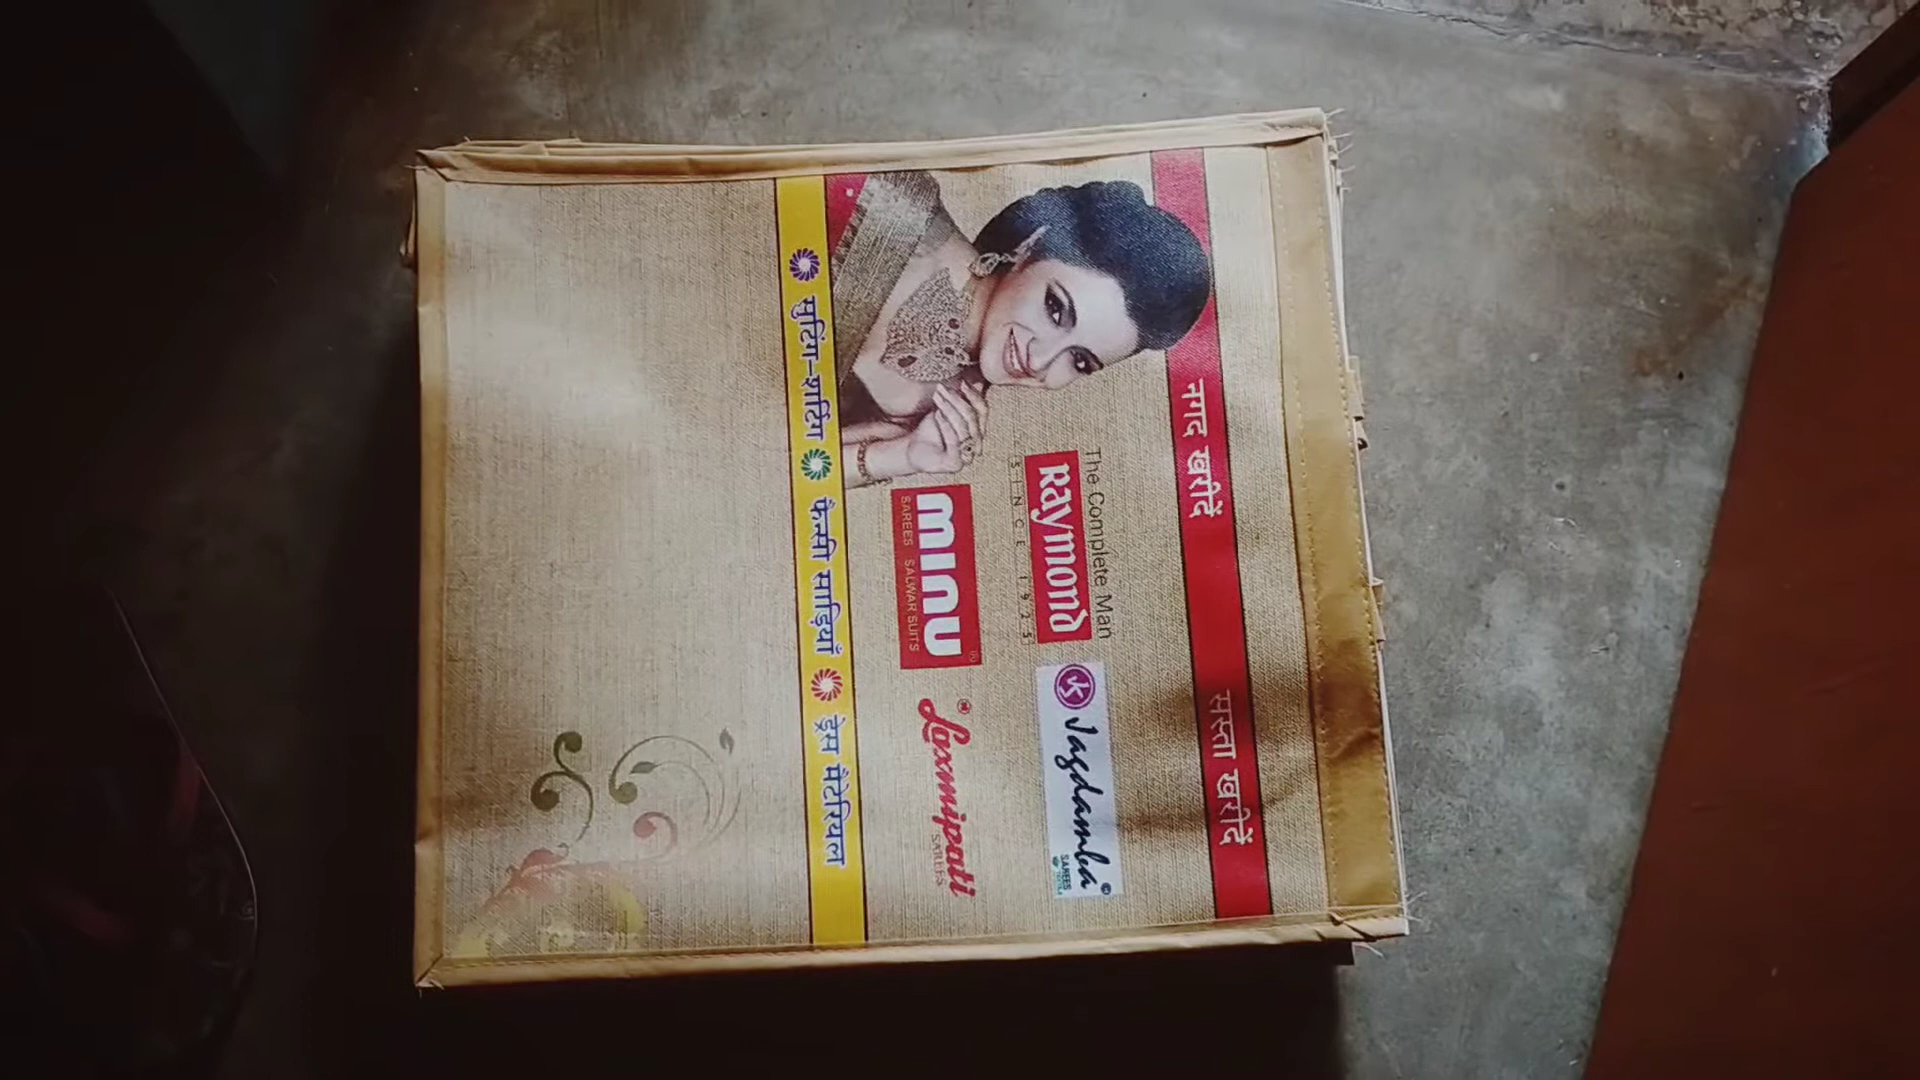 नगद खरीदें सस्ता खरीदें
The Complete Man
Raymond
SINCE 1925
JS Jagdamba
SAREES
minu
SAREES SALWAR SUITS
Laxmipati
SAREES
सुटिंग-शर्टिंग फैन्सी साड़ियां ड्रेस मैटेरियल